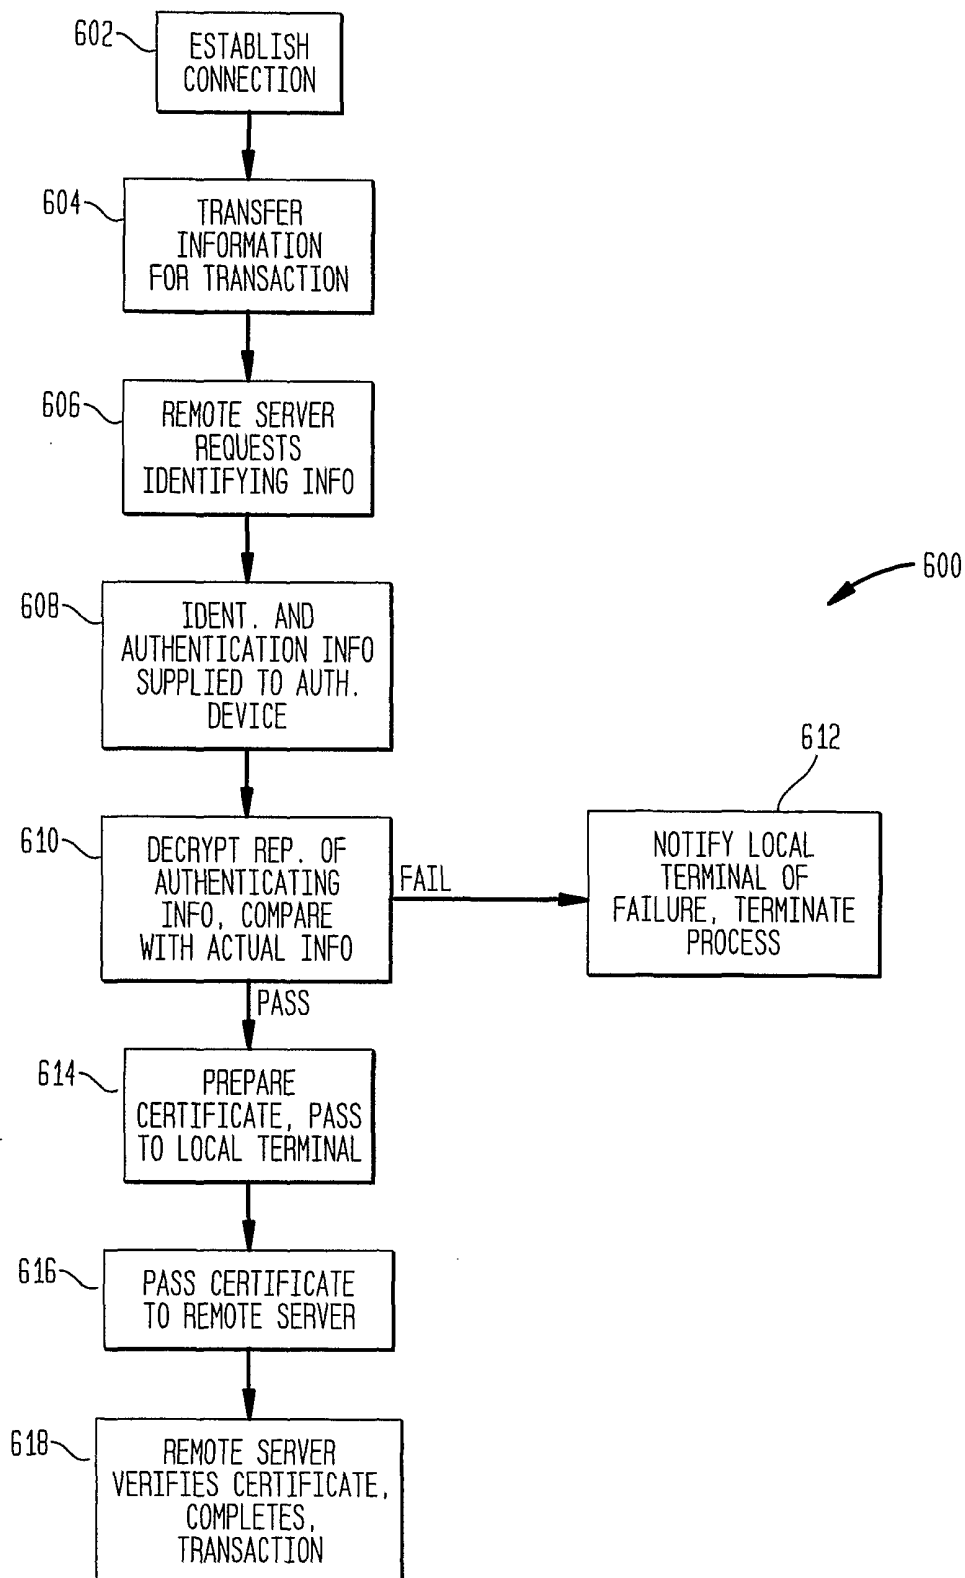 602
ESTABLISH
CONNECTION
604
TRANSFER
INFORMATION
FOR TRANSACTION
606
REMOTE SERVER
REQUESTS
IDENTIFYING INFO
600
608
IDENT. AND
AUTHENTICATION INFO
SUPPLIED TO AUTH.
DEVICE
612
610
DECRYPT REP. OF
AUTHENTICATING
INFO, COMPARE
WITH ACTUAL INFO
FAIL
NOTIFY LOCAL
TERMINAL OF
FAILURE, TERMINATE
PROCESS
PASS
614
PREPARE
CERTIFICATE, PASS
TO LOCAL TERMINAL
616
PASS CERTIFICATE
TO REMOTE SERVER
618
REMOTE SERVER
VERIFIES CERTIFICATE,
COMPLETES,
TRANSACTION